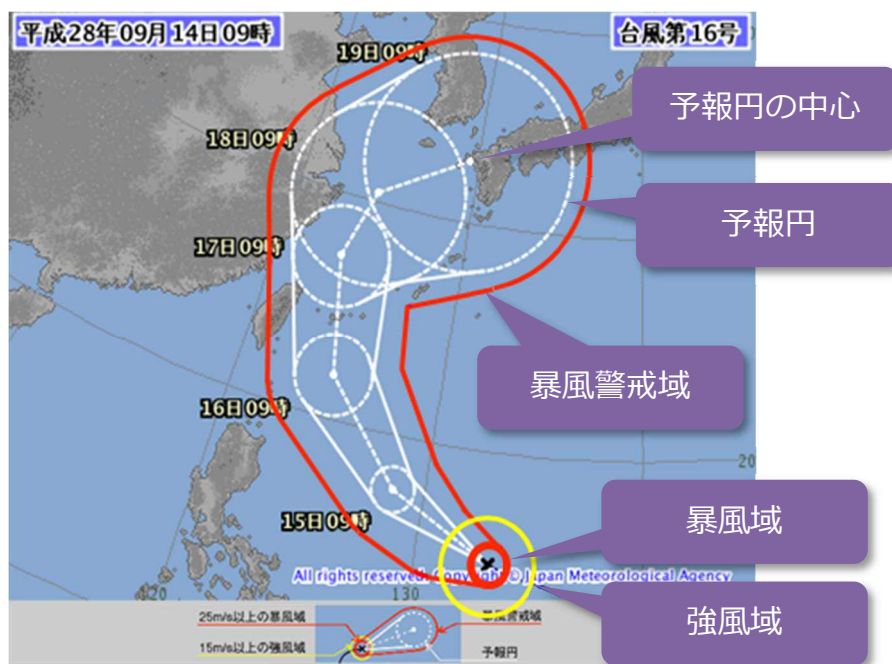 平成28年09月14日09時
台風第16号
19日09時
予報円の中心
18日09時
予報円
17日09時
暴風警戒域
16日09時
20
暴風域
15日09時
All rights reserved. Copyright © Japan Meteorological Agency
120
130
強風域
25m/s以上の暴風域
暴風警戒域
15m/s以上の強風域
予報円